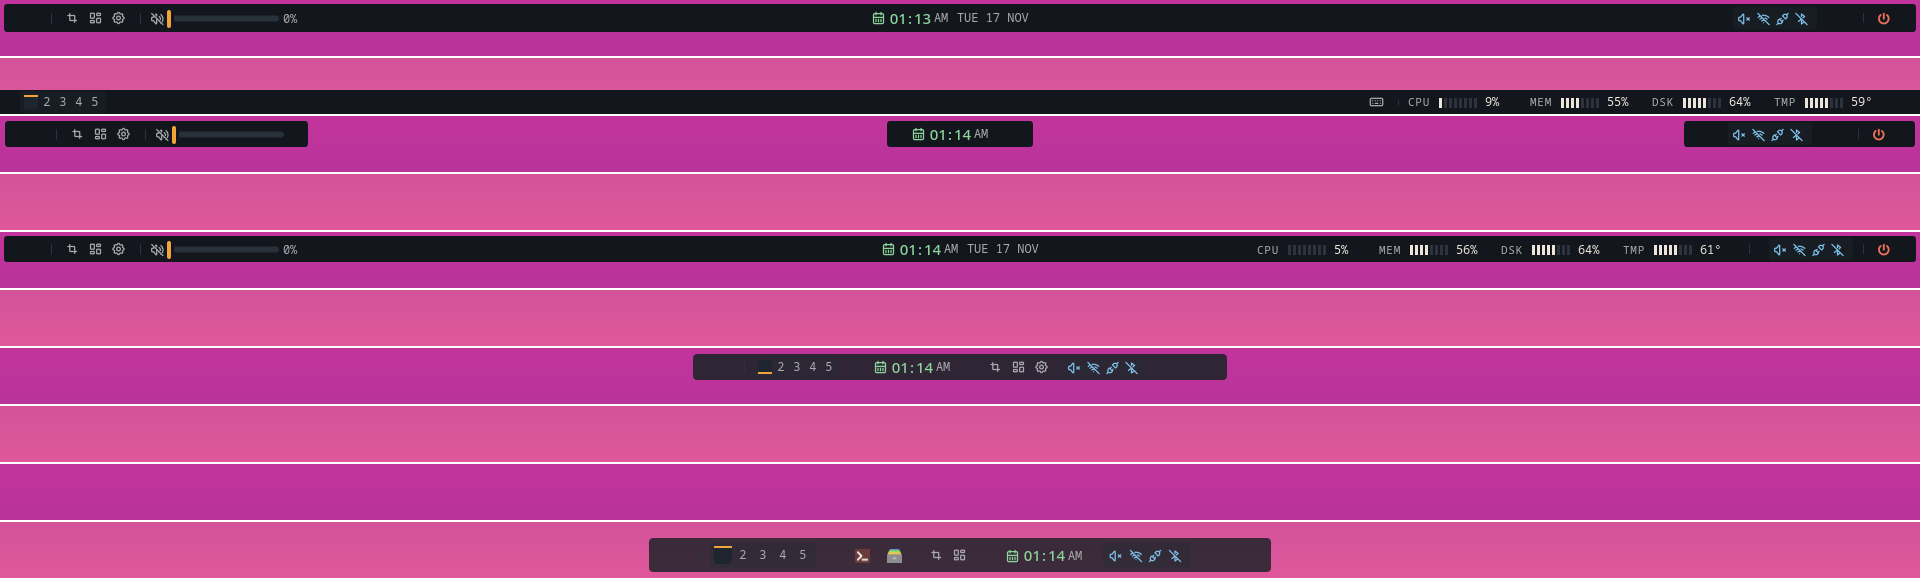 0% 01:13 AM TUE 17 NOV
2 3 4 5 CPU 9% MEM 55% DSK 64% TMP 59°
01:14 AM
0% 01:14 AM TUE 17 NOV CPU 5% MEM 56% DSK 64% TMP 61°
2 3 4 5 01:14 AM
2 3 4 5 01:14 AM